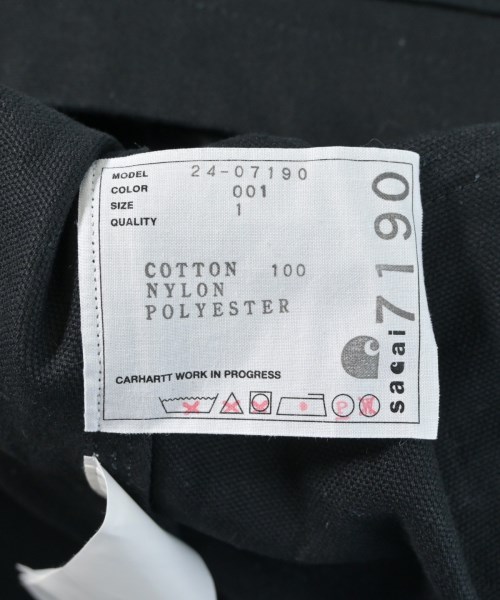 MODEL 24-07190
COLOR 001
SIZE 1
QUALITY
COTTON 100
NYLON
POLYESTER
CARHARTT WORK IN PROGRESS
P W
sacai 7190